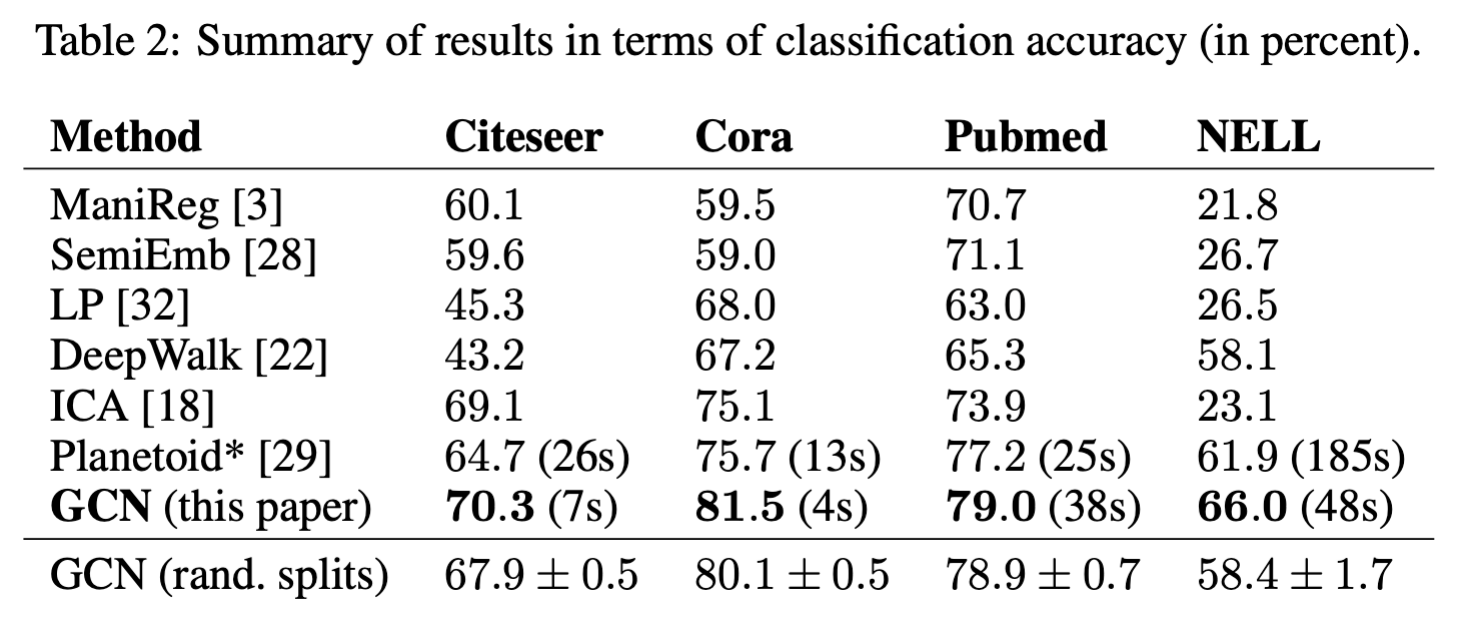 Table 2: Summary of results in terms of classification accuracy (in percent).
Method Citeseer Cora Pubmed NELL
ManiReg [3] 60.1 59.5 70.7 21.8
SemiEmb [28] 59.6 59.0 71.1 26.7
LP [32] 45.3 68.0 63.0 26.5
DeepWalk [22] 43.2 67.2 65.3 58.1
ICA [18] 69.1 75.1 73.9 23.1
Planetoid* [29] 64.7 (26s) 75.7 (13s) 77.2 (25s) 61.9 (185s)
GCN (this paper) 70.3 (7s) 81.5 (4s) 79.0 (38s) 66.0 (48s)
GCN (rand. splits) 67.9 ± 0.5 80.1 ± 0.5 78.9 ± 0.7 58.4 ± 1.7